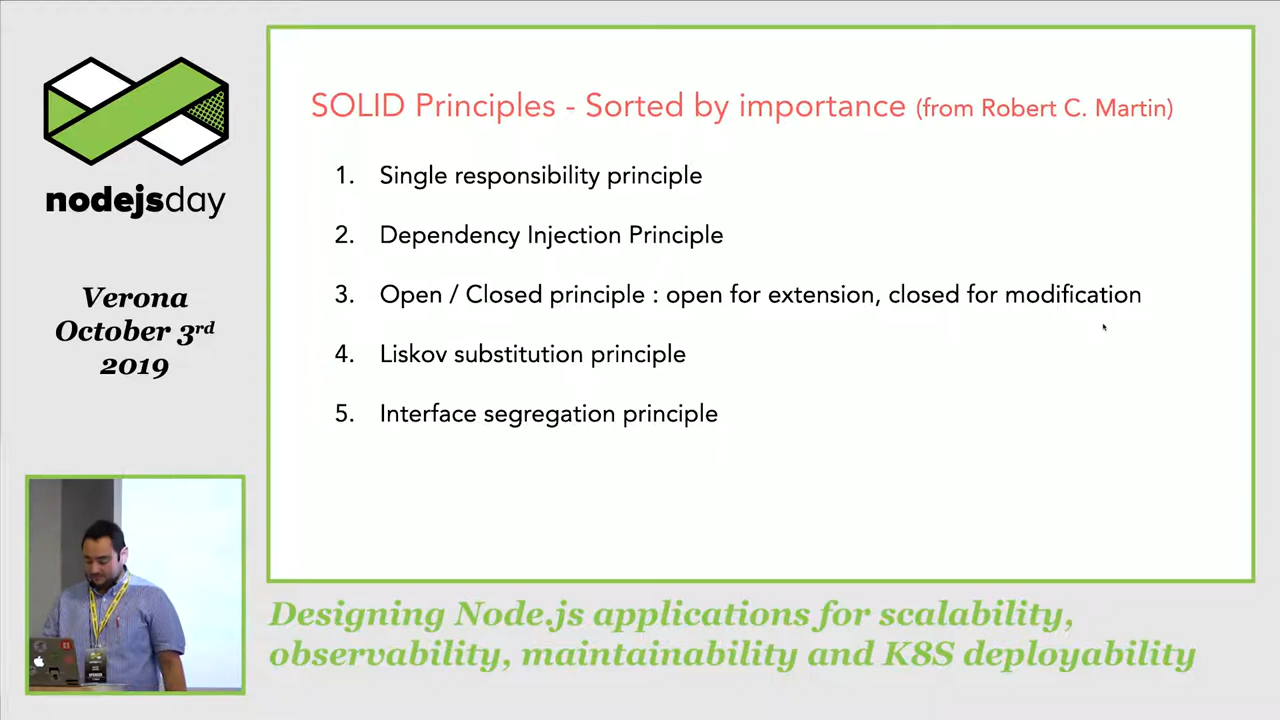 nodejsday
Verona
October 3rd
2019
SOLID Principles - Sorted by importance (from Robert C. Martin)
1. Single responsibility principle
2. Dependency Injection Principle
3. Open / Closed principle : open for extension, closed for modification
4. Liskov substitution principle
5. Interface segregation principle
Designing Node.js applications for scalability,
observability, maintainability and K8S deployability